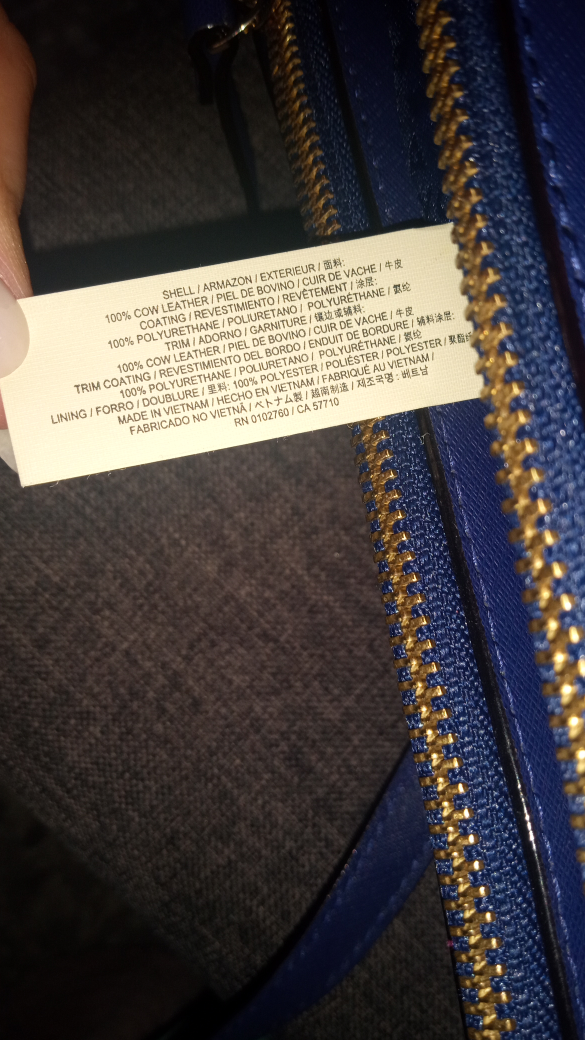 SHELL / ARMAZON / EXTERIEUR / 面料:
100% COW LEATHER / PIEL DE BOVINO / CUIR DE VACHE / 牛皮
COATING / REVESTIMIENTO / REVÊTEMENT / 涂层:
100% POLYURETHANE / POLIURETANO / POLYURÉTHANE / 氨纶
TRIM / ADORNO / GARNITURE / 镶边或辅料:
100% COW LEATHER / PIEL DE BOVINO / CUIR DE VACHE / 牛皮
TRIM COATING / REVESTIMIENTO DEL BORDO / ENDUIT DE BORDURE / 辅料涂层:
100% POLYURETHANE / POLIURETANO / POLYURÉTHANE / 氨纶
LINING / FORRO / DOUBLURE / 里料: 100% POLYESTER / POLIÉSTER / POLYESTER / 聚酯
MADE IN VIETNAM / HECHO EN VIETNAM / FABRIQUÉ AU VIETNAM /
FABRICADO NO VIETNÃ / ベトナム製 / 越南制造 / 제조국명 : 베트남
RN 0102760 / CA 57710